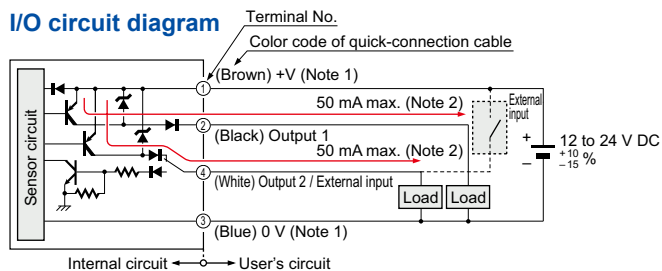 I/O circuit diagram
Terminal No.
Color code of quick-connection cable
Sensor circuit
1
(Brown) +V (Note 1)
50 mA max. (Note 2)
External
input
2
(Black) Output 1
50 mA max. (Note 2)
+
–
12 to 24 V DC
+10
–15 %
4
(White) Output 2 / External input
Load
Load
3
(Blue) 0 V (Note 1)
Internal circuit
User's circuit